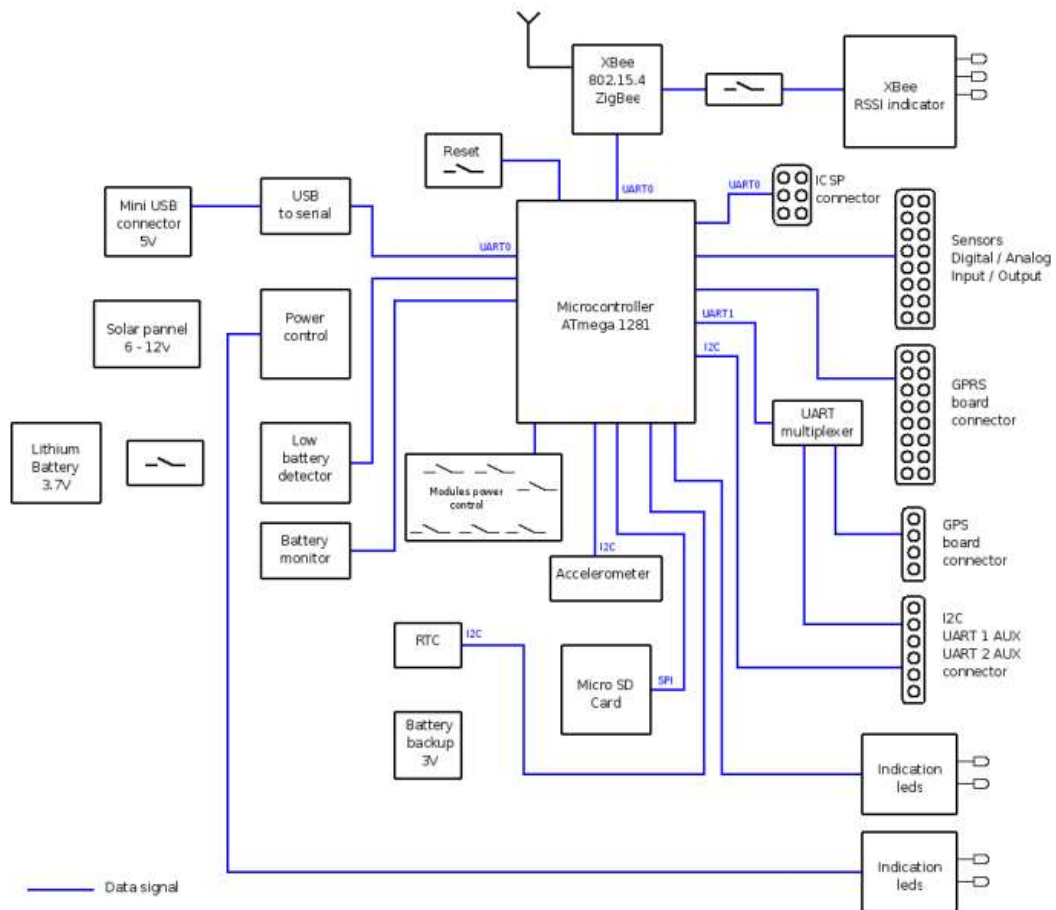 XBee
802.15.4
ZigBee
XBee
RSSI indicator
Reset
UART0
UART0
ICSP
connector
Mini USB
connector
5V
USB
to serial
UART0
Sensors
Digital / Analog
Input / Output
Microcontroller
ATmega 1281
Solar pannel
6 - 12v
Power
control
UART1
I2C
GPRS
board
connector
UART
multiplexer
Lithium
Battery
3.7V
Low
battery
detector
Modules power
control
Battery
monitor
I2C
Accelerometer
GPS
board
connector
RTC
I2C
I2C
UART 1 AUX
UART 2 AUX
connector
Micro SD
Card
SPI
Battery
backup
3V
Indication
leds
Indication
leds
Data signal